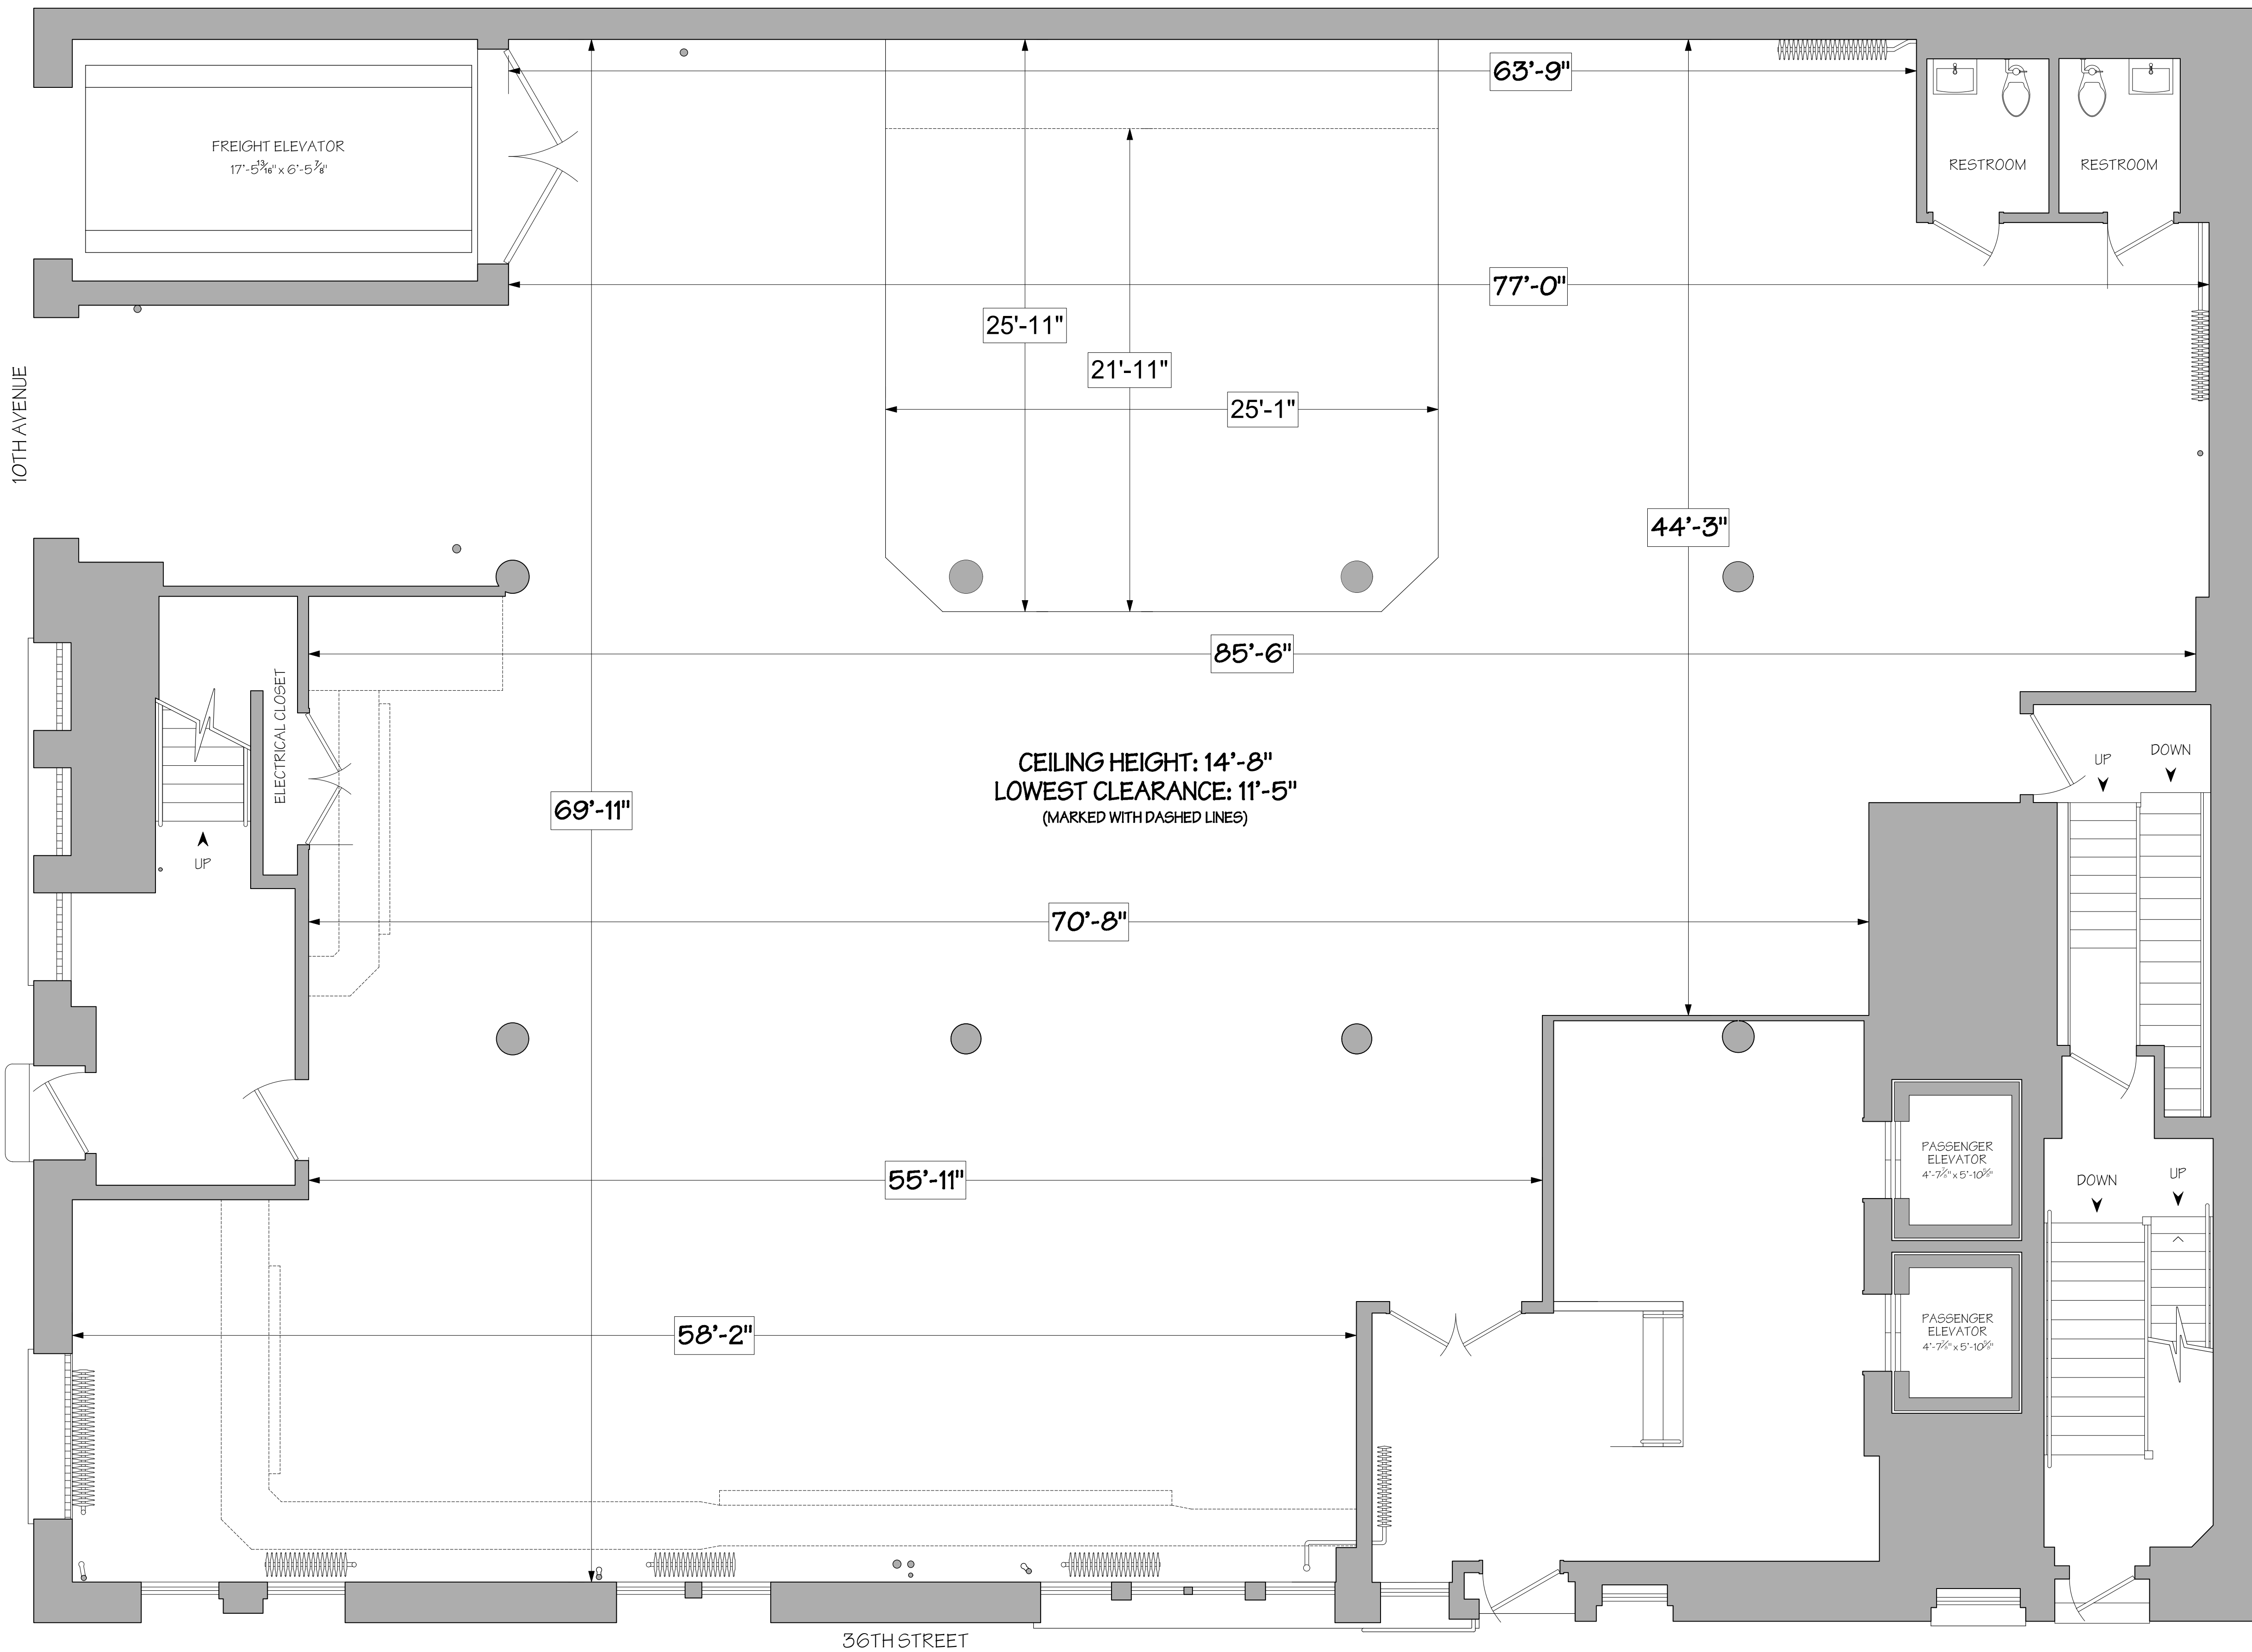 63'-9"
FREIGHT ELEVATOR
17'-5 13/16" x 6'-5 7/8"
RESTROOM
RESTROOM
77'-0"
25'-11"
21'-11"
25'-1"
10TH AVENUE
44'-3"
85'-6"
ELECTRICAL CLOSET
UP
CEILING HEIGHT: 14'-8"
LOWEST CLEARANCE: 11'-5"
(MARKED WITH DASHED LINES)
69'-11"
UP
DOWN
70'-8"
55'-11"
PASSENGER
ELEVATOR
DOWN
UP
58'-2"
PASSENGER
ELEVATOR
36TH STREET